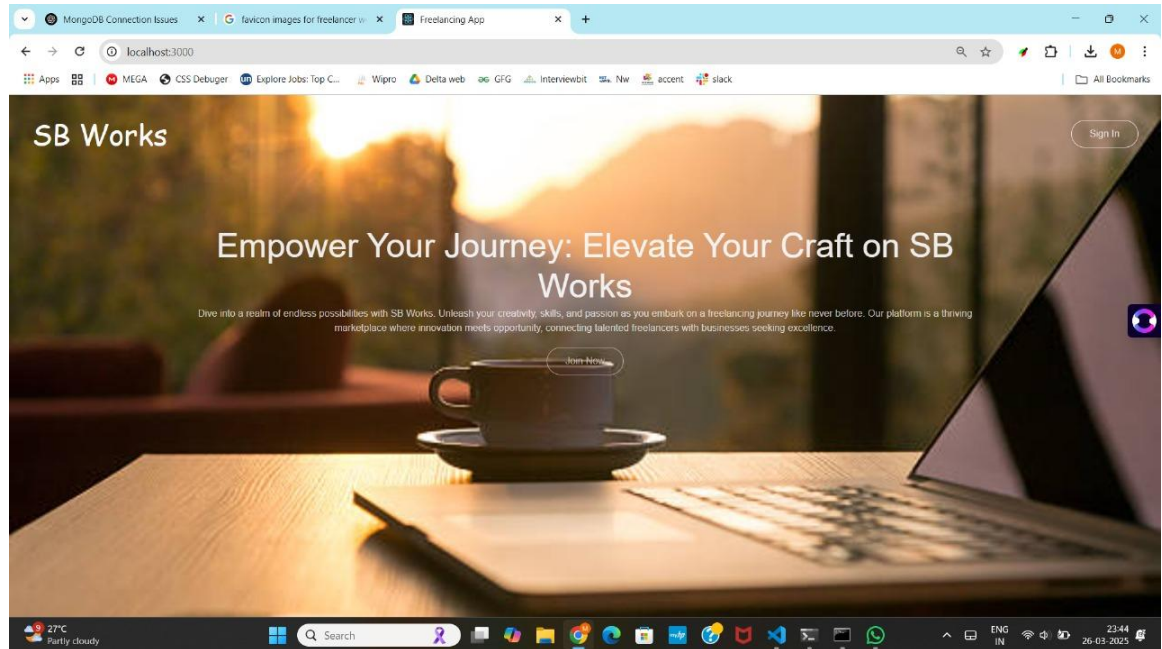 MongoDB Connection Issues
favicon images for freelancer w
Freelancing App
localhost:3000
Apps
MEGA
CSS Debuger
Explore Jobs: Top C...
Wipro
Delta web
GFG
Interviewbit
Nw
accent
slack
All Bookmarks
SB Works
Sign In
Empower Your Journey: Elevate Your Craft on SB
Works
Dive into a realm of endless possibilities with SB Works. Unleash your creativity, skills, and passion as you embark on a freelancing journey like never before. Our platform is a thriving
marketplace where innovation meets opportunity, connecting talented freelancers with businesses seeking excellence.
Join Now
27°C
Partly cloudy
Search
ENG
IN
23:44
26-03-2025